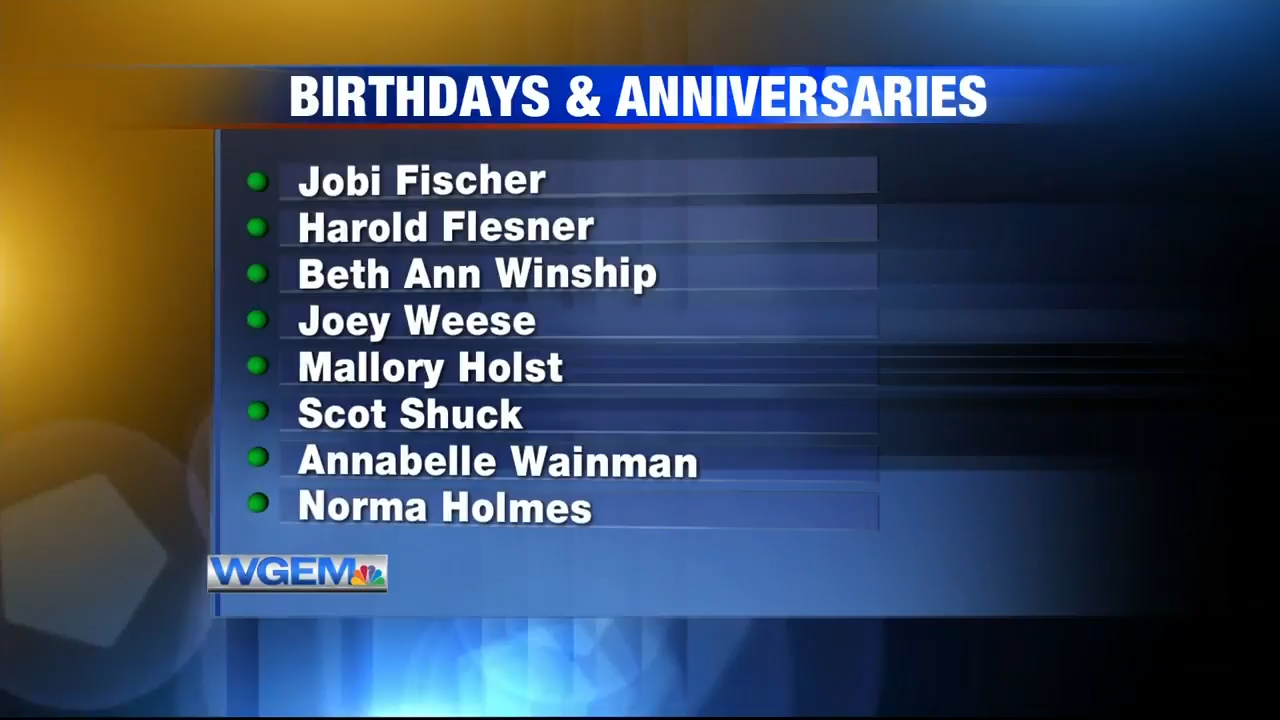 BIRTHDAYS & ANNIVERSARIES
Jobi Fischer
Harold Flesner
Beth Ann Winship
Joey Weese
Mallory Holst
Scot Shuck
Annabelle Wainman
Norma Holmes
WGEM